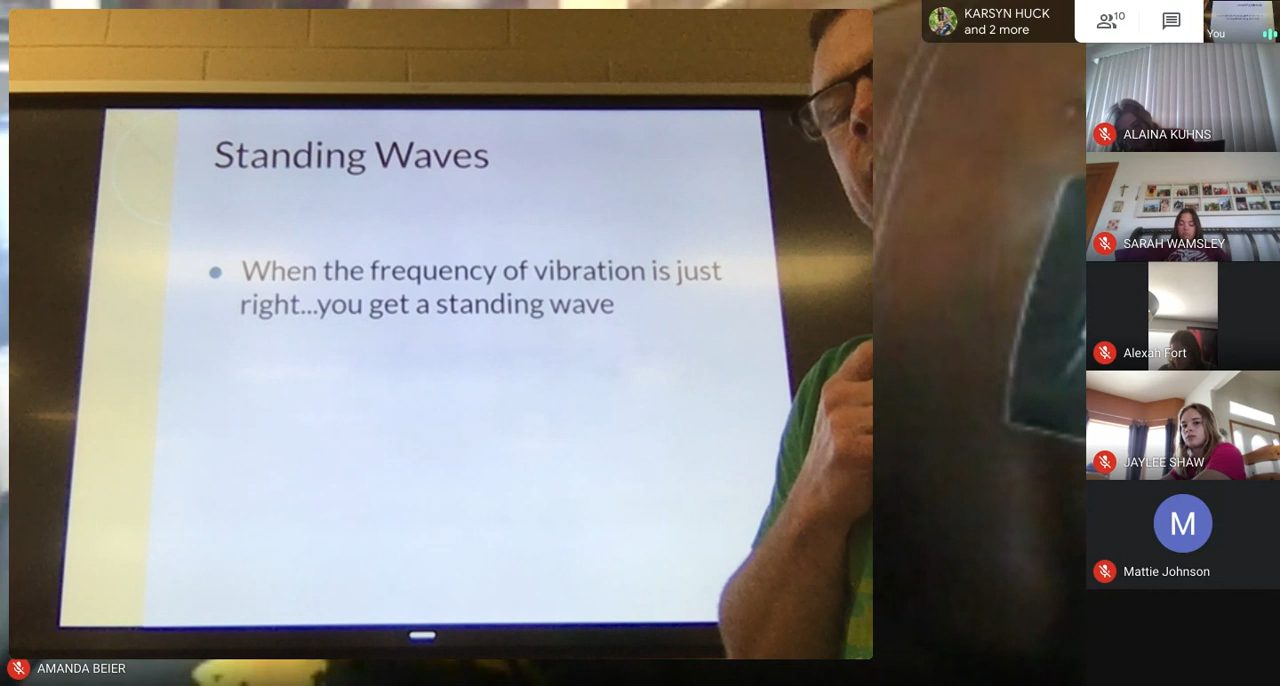 Standing Waves
When the frequency of vibration is just
right...you get a standing wave
AMANDA BEIER
KARSYN HUCK
and 2 more
10
You
ALAINA KUHNS
SARAH WAMSLEY
Alexah Fort
JAYLEE SHAW
M
Mattie Johnson